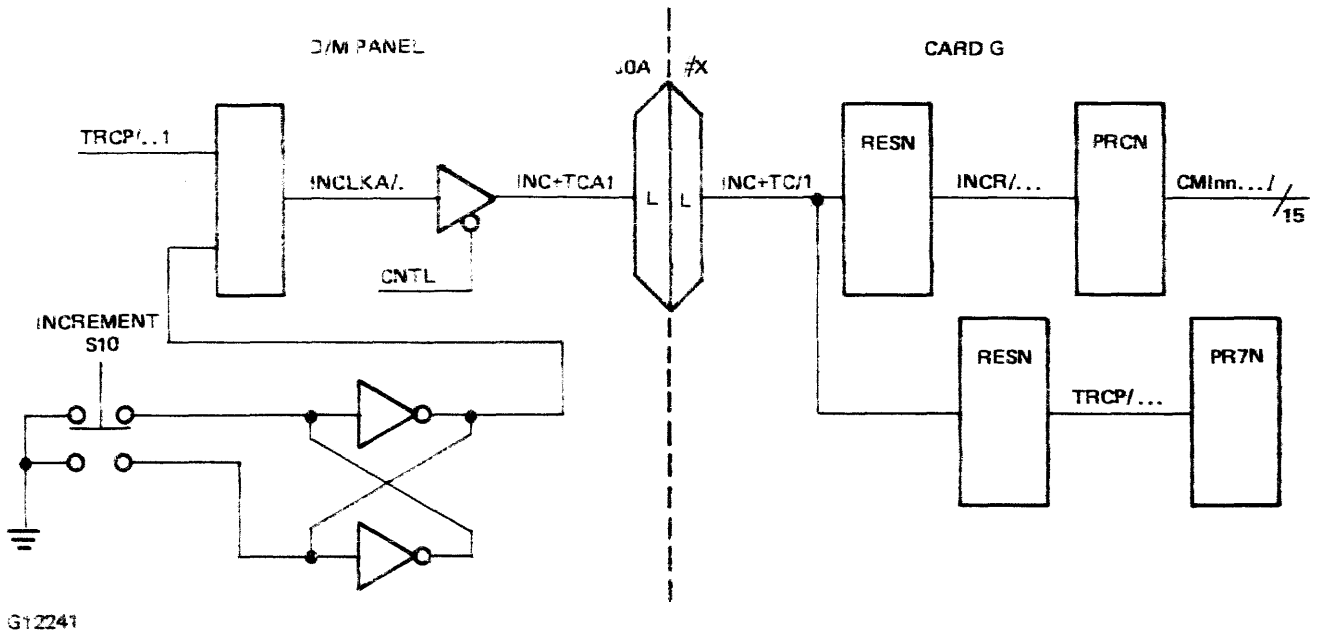 D/M PANEL
CARD G
J0A
#X
TRCP/..1
INCLKA/.
INC+TCA1
L
L
INC+TC/1
RESN
INCR/...
PRCN
CMInn.../
15
CNTL
INCREMENT
S10
RESN
TRCP/...
PR7N
G12241